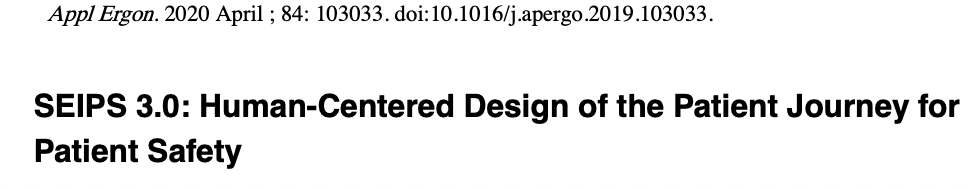 Appl Ergon. 2020 April ; 84: 103033. doi:10.1016/j.apergo.2019.103033.
SEIPS 3.0: Human-Centered Design of the Patient Journey for
Patient Safety